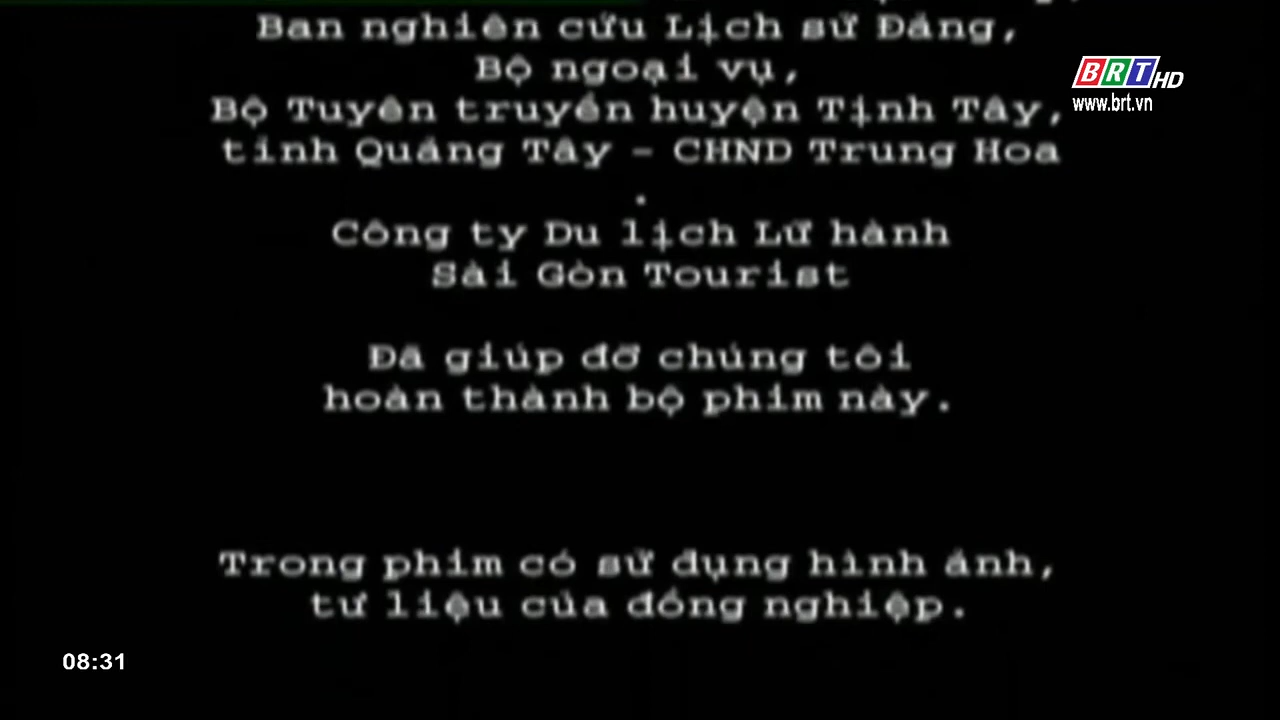 Ban nghiên cứu Lịch sử Đảng,
Bộ ngoại vụ,
Bộ Tuyên truyền huyện Tịnh Tây,
tỉnh Quảng Tây - CHND Trung Hoa
.
Công ty Du lịch Lữ hành
Sài Gòn Tourist
Đã giúp đỡ chúng tôi
hoàn thành bộ phim này.
Trong phim có sử dụng hình ảnh,
tư liệu của đồng nghiệp.
BRT HD
www.brt.vn
08:31